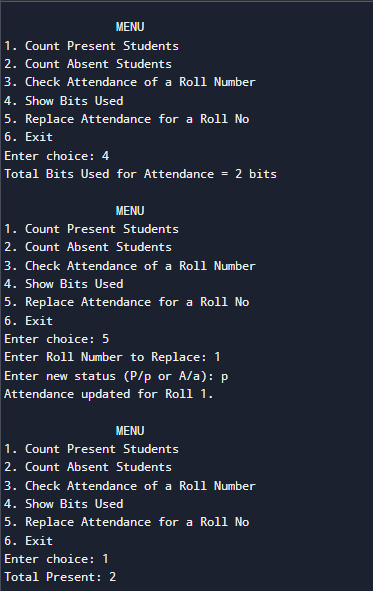 MENU
1. Count Present Students
2. Count Absent Students
3. Check Attendance of a Roll Number
4. Show Bits Used
5. Replace Attendance for a Roll No
6. Exit
Enter choice: 4
Total Bits Used for Attendance = 2 bits
MENU
1. Count Present Students
2. Count Absent Students
3. Check Attendance of a Roll Number
4. Show Bits Used
5. Replace Attendance for a Roll No
6. Exit
Enter choice: 5
Enter Roll Number to Replace: 1
Enter new status (P/p or A/a): p
Attendance updated for Roll 1.
MENU
1. Count Present Students
2. Count Absent Students
3. Check Attendance of a Roll Number
4. Show Bits Used
5. Replace Attendance for a Roll No
6. Exit
Enter choice: 1
Total Present: 2